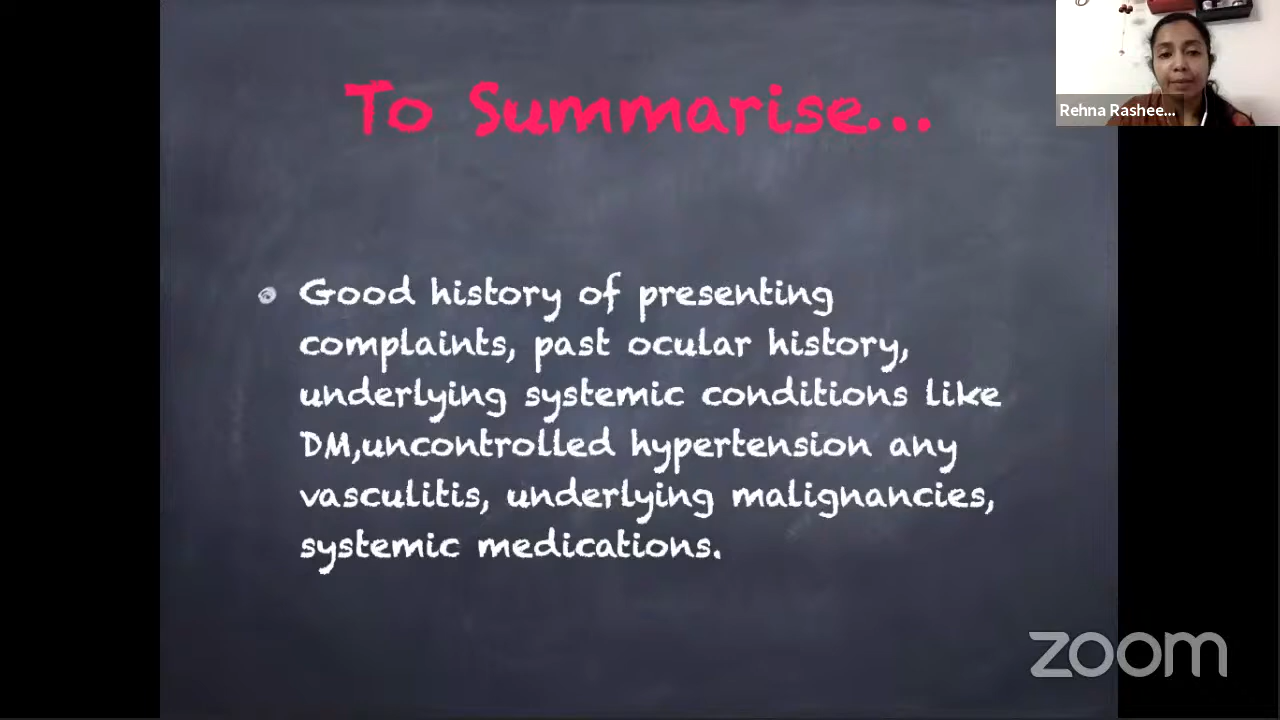 To Summarise...
Rehna Rashee...
Good history of presenting
complaints, past ocular history,
underlying systemic conditions like
DM,uncontrolled hypertension any
vasculitis, underlying malignancies,
systemic medications.
zoom